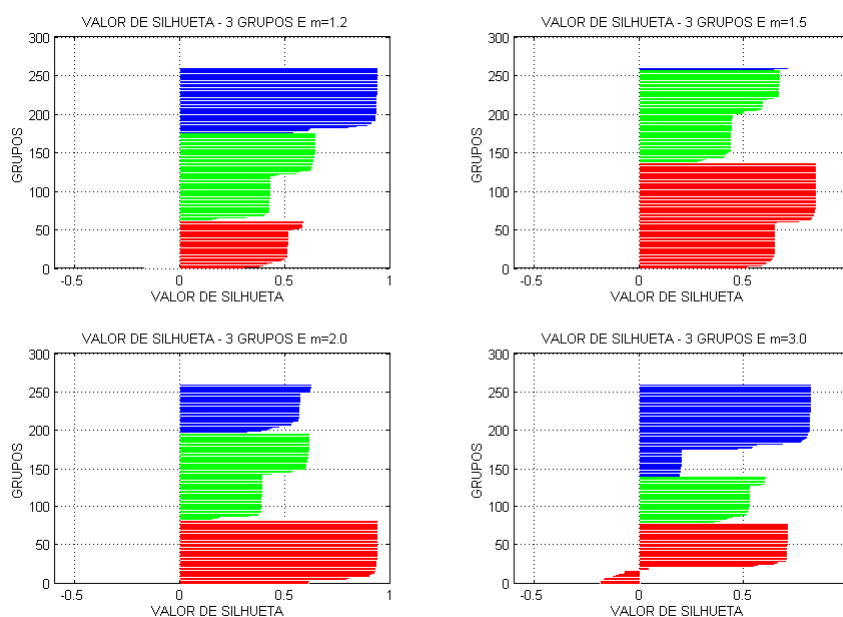 VALOR DE SILHUETA - 3 GRUPOS E m=1.2
300
250
200
150
100
50
0
GRUPOS
-0.5 0 0.5 1
VALOR DE SILHUETA
VALOR DE SILHUETA - 3 GRUPOS E m=1.5
300
250
200
150
100
50
0
GRUPOS
-0.5 0 0.5
VALOR DE SILHUETA
VALOR DE SILHUETA - 3 GRUPOS E m=2.0
300
250
200
150
100
50
0
GRUPOS
-0.5 0 0.5 1
VALOR DE SILHUETA
VALOR DE SILHUETA - 3 GRUPOS E m=3.0
300
250
200
150
100
50
0
GRUPOS
-0.5 0 0.5
VALOR DE SILHUETA